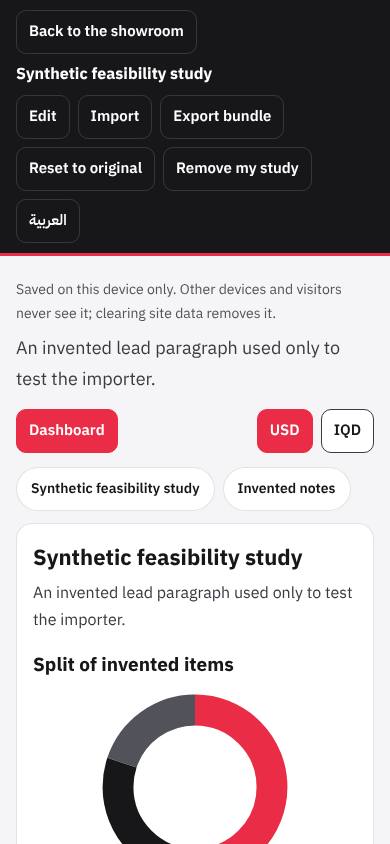 Back to the showroom
Synthetic feasibility study
Edit
Import
Export bundle
Reset to original
Remove my study
العربية
Saved on this device only. Other devices and visitors
never see it; clearing site data removes it.
An invented lead paragraph used only to
test the importer.
Dashboard
USD
IQD
Synthetic feasibility study
Invented notes
Synthetic feasibility study
An invented lead paragraph used only to test
the importer.
Split of invented items